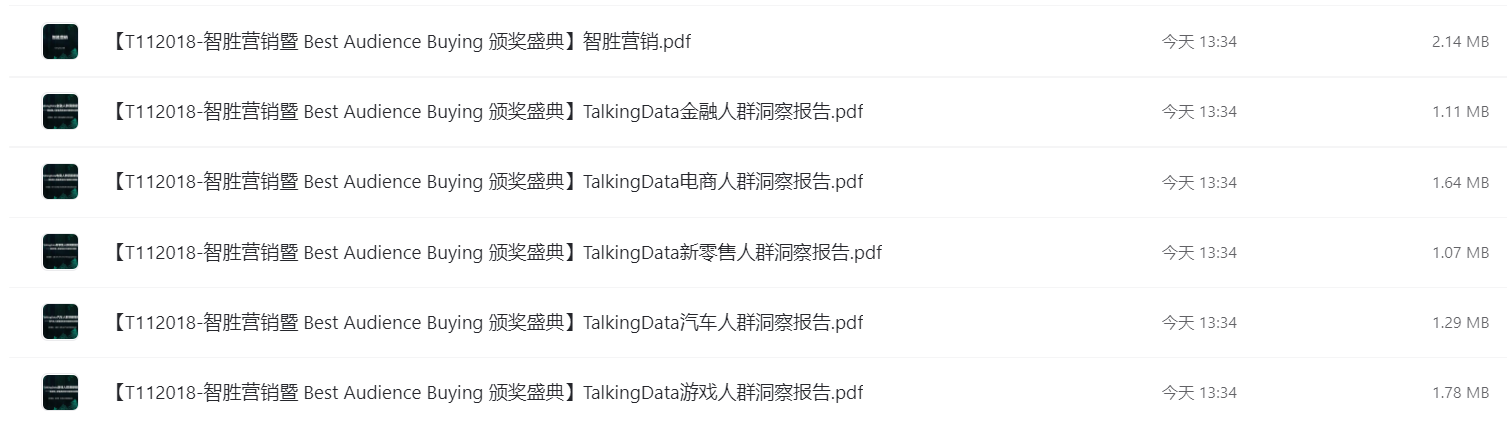 【T112018-智胜营销暨 Best Audience Buying 颁奖盛典】智胜营销.pdf 今天 13:34 2.14 MB
【T112018-智胜营销暨 Best Audience Buying 颁奖盛典】TalkingData金融人群洞察报告.pdf 今天 13:34 1.11 MB
【T112018-智胜营销暨 Best Audience Buying 颁奖盛典】TalkingData电商人群洞察报告.pdf 今天 13:34 1.64 MB
【T112018-智胜营销暨 Best Audience Buying 颁奖盛典】TalkingData新零售人群洞察报告.pdf 今天 13:34 1.07 MB
【T112018-智胜营销暨 Best Audience Buying 颁奖盛典】TalkingData汽车人群洞察报告.pdf 今天 13:34 1.29 MB
【T112018-智胜营销暨 Best Audience Buying 颁奖盛典】TalkingData游戏人群洞察报告.pdf 今天 13:34 1.78 MB